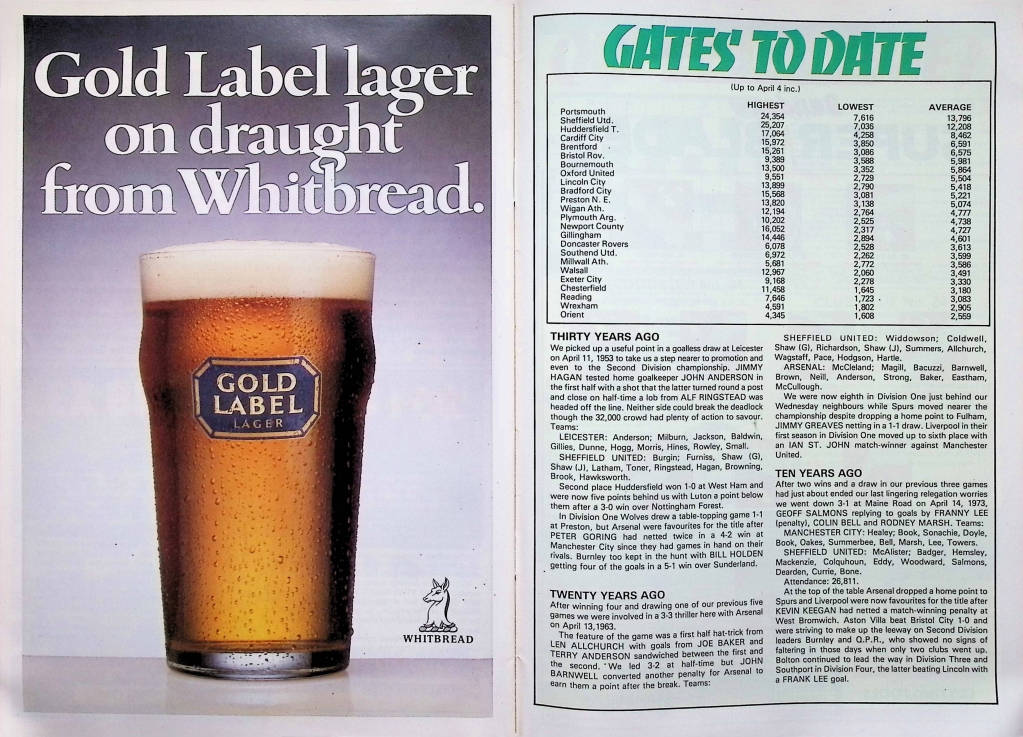 Gold Label lager
on draught
from Whitbread.
GOLD
LABEL
LAGER
WHITBREAD
GATES TO DATE
(Up to April 4 inc.)
HIGHEST LOWEST AVERAGE
Portsmouth 24,354 7,616 13,796
Sheffield Utd. 25,207 7,036 12,208
Huddersfield T. 17,064 4,258 8,462
Cardiff City 15,972 3,850 6,591
Brentford 15,261 3,086 6,575
Bristol Rov. 9,389 3,588 5,981
Bournemouth 13,500 3,352 5,864
Oxford United 9,551 2,729 5,504
Lincoln City 13,899 2,790 5,418
Bradford City 15,568 3,081 5,221
Preston N. E. 13,820 3,138 5,074
Wigan Ath. 12,194 2,764 4,777
Plymouth Arg. 10,202 2,525 4,738
Newport County 16,052 2,317 4,727
Gillingham 14,446 2,894 4,601
Doncaster Rovers 6,078 2,528 3,613
Southend Utd. 6,972 2,262 3,599
Millwall Ath. 5,681 2,772 3,586
Walsall 12,967 2,060 3,491
Exeter City 9,168 2,278 3,330
Chesterfield 11,458 1,645 3,180
Reading 7,646 1,723 3,083
Wrexham 4,591 1,802 2,905
Orient 4,345 1,608 2,559
THIRTY YEARS AGO
We picked up a useful point in a goalless draw at Leicester
on April 11, 1953 to take us a step nearer to promotion and
even to the Second Division championship. JIMMY
HAGAN tested home goalkeeper JOHN ANDERSON in
the first half with a shot that the latter turned round a post
and close on half-time a lob from ALF RINGSTEAD was
headed off the line. Neither side could break the deadlock
though the 32,000 crowd had plenty of action to savour.
Teams:
LEICESTER: Anderson; Milburn, Jackson, Baldwin,
Gillies, Dunne, Hogg, Morris, Hines, Rowley, Small.
SHEFFIELD UNITED: Burgin; Furniss, Shaw (G),
Shaw (J), Latham, Toner, Ringstead, Hagan, Browning,
Brook, Hawksworth.
Second place Huddersfield won 1-0 at West Ham and
were now five points behind us with Luton a point below
them after a 3-0 win over Nottingham Forest.
In Division One Wolves drew a table-topping game 1-1
at Preston, but Arsenal were favourites for the title after
PETER GORING had netted twice in a 4-2 win at
Manchester City since they had games in hand on their
rivals. Burnley too kept in the hunt with BILL HOLDEN
getting four of the goals in a 5-1 win over Sunderland.
TWENTY YEARS AGO
After winning four and drawing one of our previous five
games we were involved in a 3-3 thriller here with Arsenal
on April 13,1963.
The feature of the game was a first half hat-trick from
LEN ALLCHURCH with goals from JOE BAKER and
TERRY ANDERSON sandwiched between the first and
the second. We led 3-2 at half-time but JOHN
BARNWELL converted another penalty for Arsenal to
earn them a point after the break. Teams:
SHEFFIELD UNITED: Widdowson; Coldwell,
Shaw (G), Richardson, Shaw (J), Summers, Allchurch,
Wagstaff, Pace, Hodgson, Hartle.
ARSENAL: McCleland; Magill, Bacuzzi, Barnwell,
Brown, Neill, Anderson, Strong, Baker, Eastham,
McCullough.
We were now eighth in Division One just behind our
Wednesday neighbours while Spurs moved nearer the
championship despite dropping a home point to Fulham,
JIMMY GREAVES netting in a 1-1 draw. Liverpool in their
first season in Division One moved up to sixth place with
an IAN ST. JOHN match-winner against Manchester
United.
TEN YEARS AGO
After two wins and a draw in our previous three games
had just about ended our last lingering relegation worries
we went down 3-1 at Maine Road on April 14, 1973,
GEOFF SALMONS replying to goals by FRANNY LEE
(penalty), COLIN BELL and RODNEY MARSH. Teams:
MANCHESTER CITY: Healey; Book, Sonachie, Doyle,
Book, Oakes, Summerbee, Bell, Marsh, Lee, Towers.
SHEFFIELD UNITED: McAlister; Badger, Hemsley,
Mackenzie, Colquhoun, Eddy, Woodward, Salmons,
Dearden, Currie, Bone.
Attendance: 26,811.
At the top of the table Arsenal dropped a home point to
Spurs and Liverpool were now favourites for the title after
KEVIN KEEGAN had netted a match-winning penalty at
West Bromwich. Aston Villa beat Bristol City 1-0 and
were striving to make up the leeway on Second Division
leaders Burnley and Q.P.R., who showed no signs of
faltering in those days when only two clubs went up.
Bolton continued to lead the way in Division Three and
Southport in Division Four, the latter beating Lincoln with
a FRANK LEE goal.